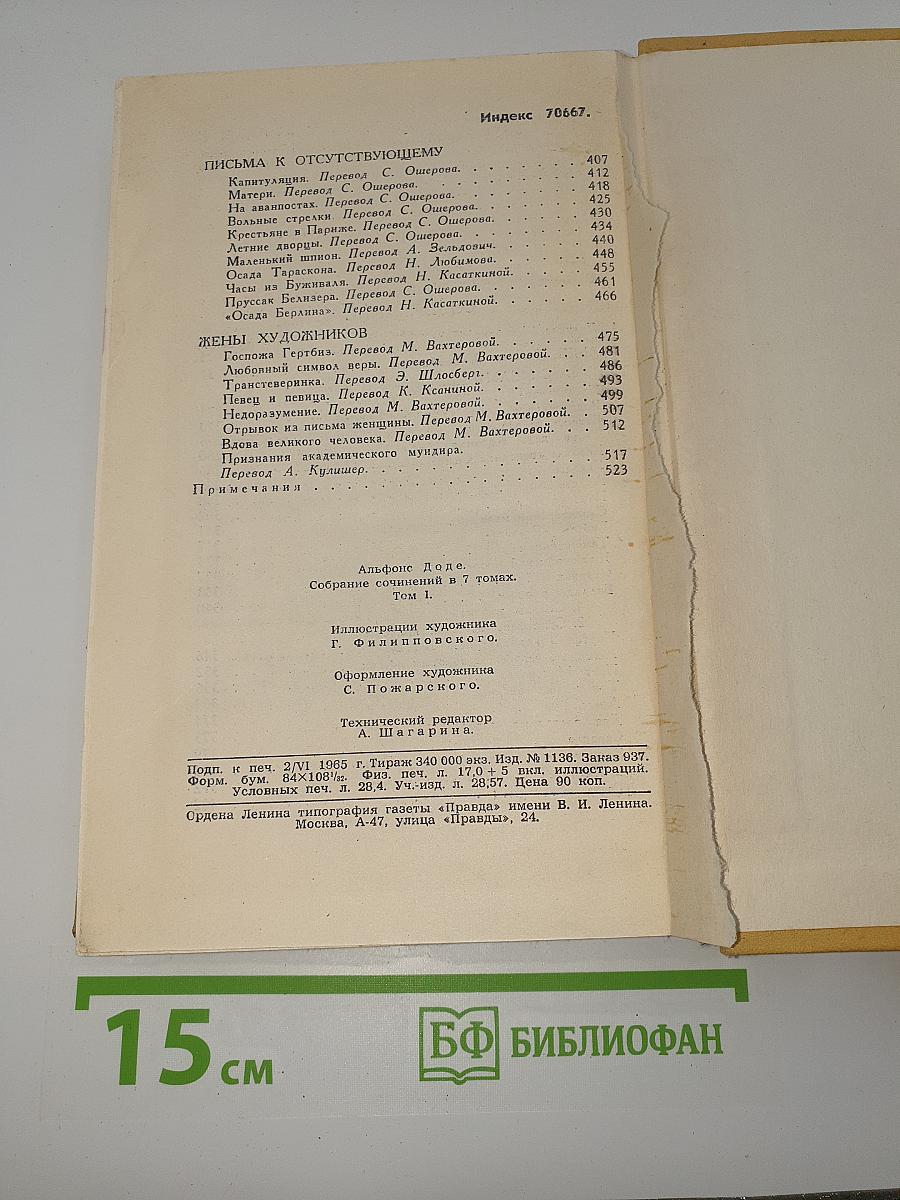 Индекс 70667.
ПИСЬМА К ОТСУТСТВУЮЩЕМУ
Капитуляция. Перевод С. Ошерова. . . . . . . . . 407
Матери. Перевод С. Ошерова. . . . . . . . . . 412
На аванпостах. Перевод С. Ошерова. . . . . . . . 418
Вольные стрелки. Перевод С. Ошерова. . . . . . . 425
Крестьяне в Париже. Перевод С. Ошерова. . . . . . 430
Летние дворцы. Перевод С. Ошерова. . . . . . . . 434
Маленький шпион. Перевод А. Зельдович. . . . . . 440
Осада Тараскона. Перевод Н. Любимова. . . . . . 448
Часы из Буживаля. Перевод Н. Касаткиной. . . . . 455
Пруссак Белизера. Перевод С. Ошерова. . . . . . 461
«Осада Берлина». Перевод Н. Касаткиной. . . . . . 466
ЖЕНЫ ХУДОЖНИКОВ
Госпожа Гертбиз. Перевод М. Вахтеровой. . . . . . 475
Любовный символ веры. Перевод М. Вахтеровой. . . 481
Транстеверинка. Перевод Э. Шлосберг. . . . . . . 486
Певец и певица. Перевод К. Ксаниной. . . . . . . 493
Недоразумение. Перевод М. Вахтеровой. . . . . . 499
Отрывок из письма женщины. Перевод М. Вахтеровой. . 507
Вдова великого человека. Перевод М. Вахтеровой. . . 512
Признания академического мундира.
Перевод А. Кулишер. . . . . . . . . . . . 517
Примечания . . . . . . . . . . . . . . . 523
Альфонс Доде.
Собрание сочинений в 7 томах.
Том 1.
Иллюстрации художника
Г. Филипповского.
Оформление художника
С. Пожарского.
Технический редактор
А. Шагарина.
Подп. к печ. 2/VI 1965 г. Тираж 340 000 экз. Изд. № 1136. Заказ 937.
Форм. бум. 84×108 1/32. Физ. печ. л. 17,0 + 5 вкл. иллюстраций.
Условных печ. л. 28,4. Уч.-изд. л. 28,57. Цена 90 коп.
Ордена Ленина типография газеты «Правда» имени В. И. Ленина.
Москва, А-47, улица «Правды», 24.
15 см
БФ БИБЛИОФАН